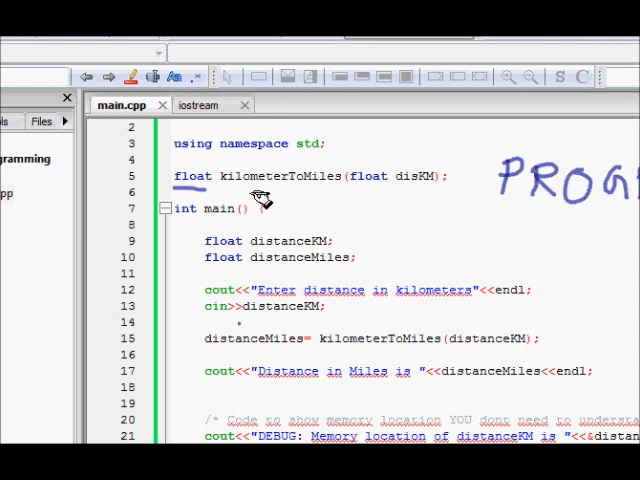 main.cpp iostream
ols Files
2
3 using namespace std;
4
5 float kilometerToMiles(float disKM);
PROG
6
7 int main() {
8
9 float distanceKM;
10 float distanceMiles;
11
12 cout<<"Enter distance in kilometers"<<endl;
13 cin>>distanceKM;
14
15 distanceMiles= kilometerToMiles(distanceKM);
16
17 cout<<"Distance in Miles is "<<distanceMiles<<endl;
18
19
20 /* Code to show memory location YOU dont need to understa
21 cout<<"DEBUG: Memory location of distanceKM is "<<&distan
gramming
pp